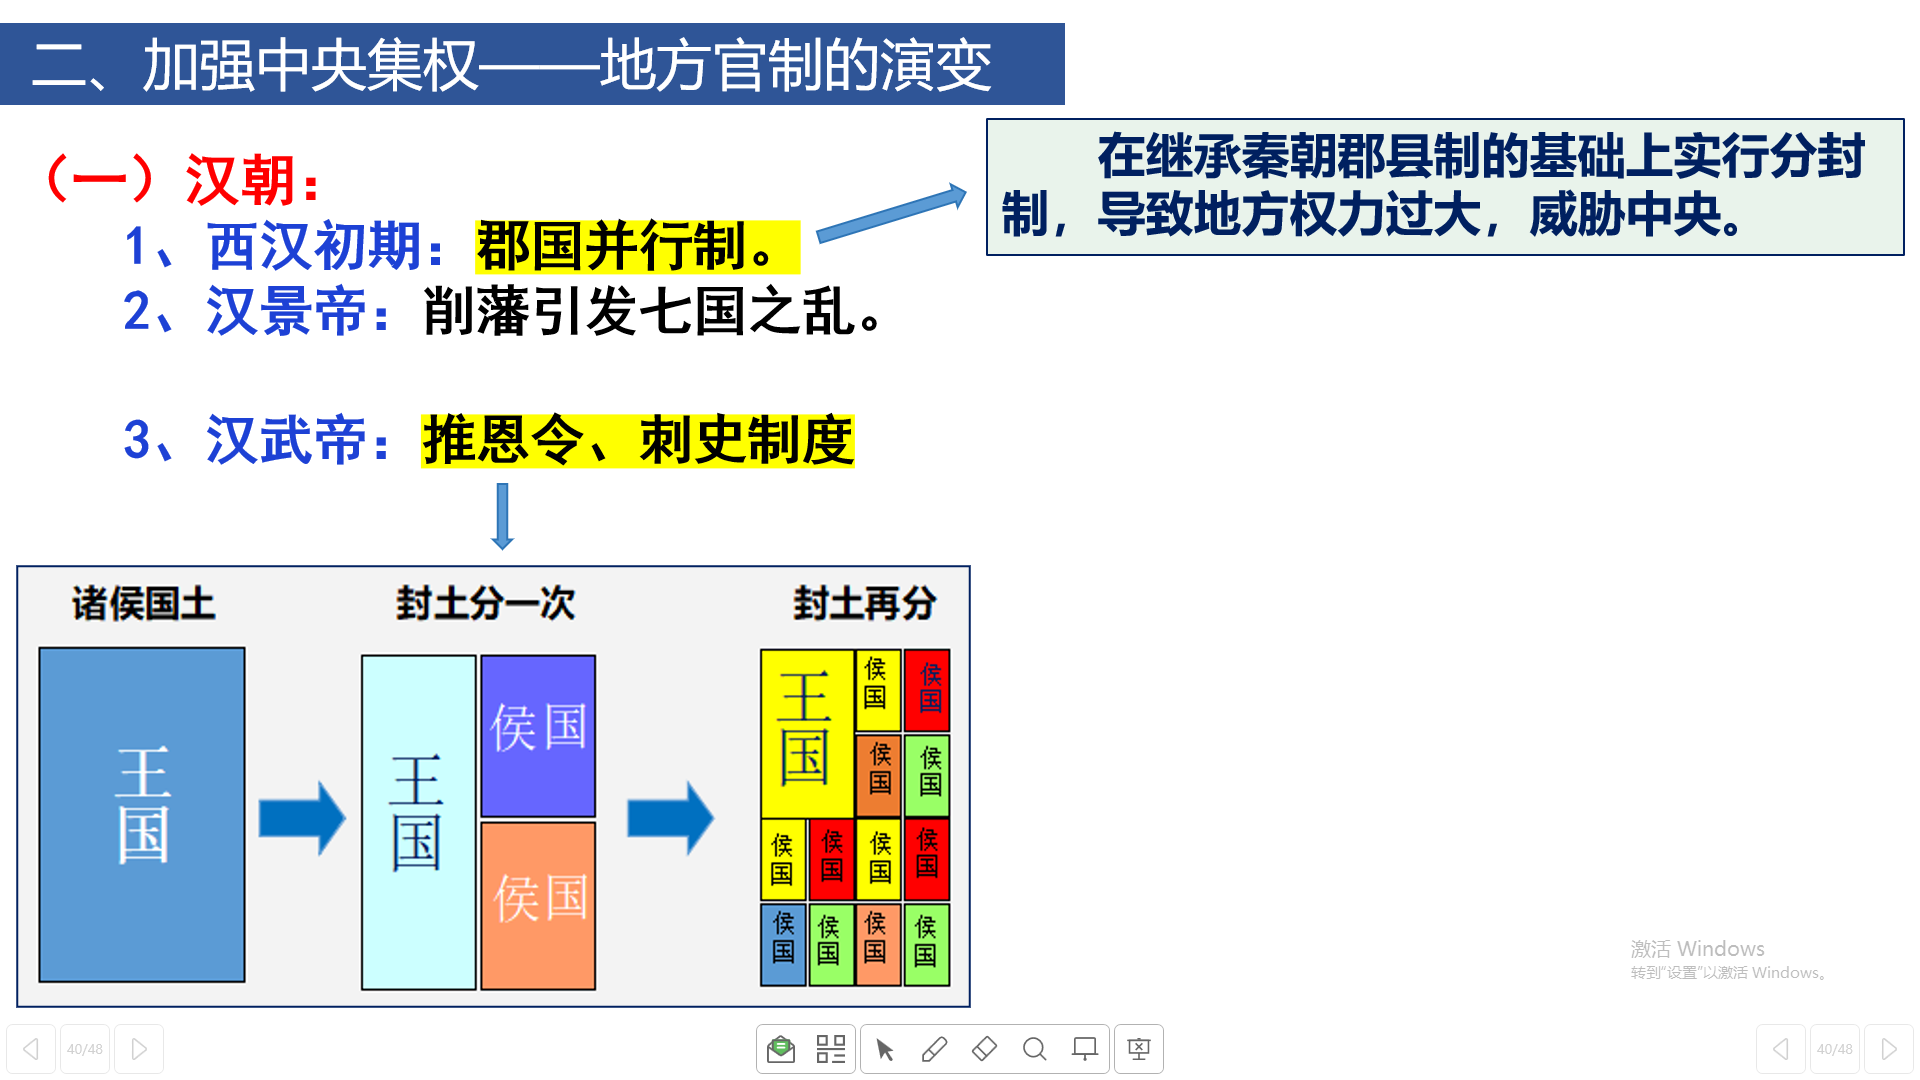 二、加强中央集权——地方官制的演变
（一）汉朝：
1、西汉初期：郡国并行制。
在继承秦朝郡县制的基础上实行分封
制，导致地方权力过大，威胁中央。
2、汉景帝：削藩引发七国之乱。
3、汉武帝：推恩令、刺史制度
诸侯国土
封土分一次
封土再分
王
国
王
国
侯国
侯国
王
国
侯
国
侯
国
侯
国
侯
国
侯
国
侯
国
侯
国
侯
国
侯
国
侯
国
侯
国
侯
国
激活 Windows
转到“设置”以激活 Windows。
40/48
40/48